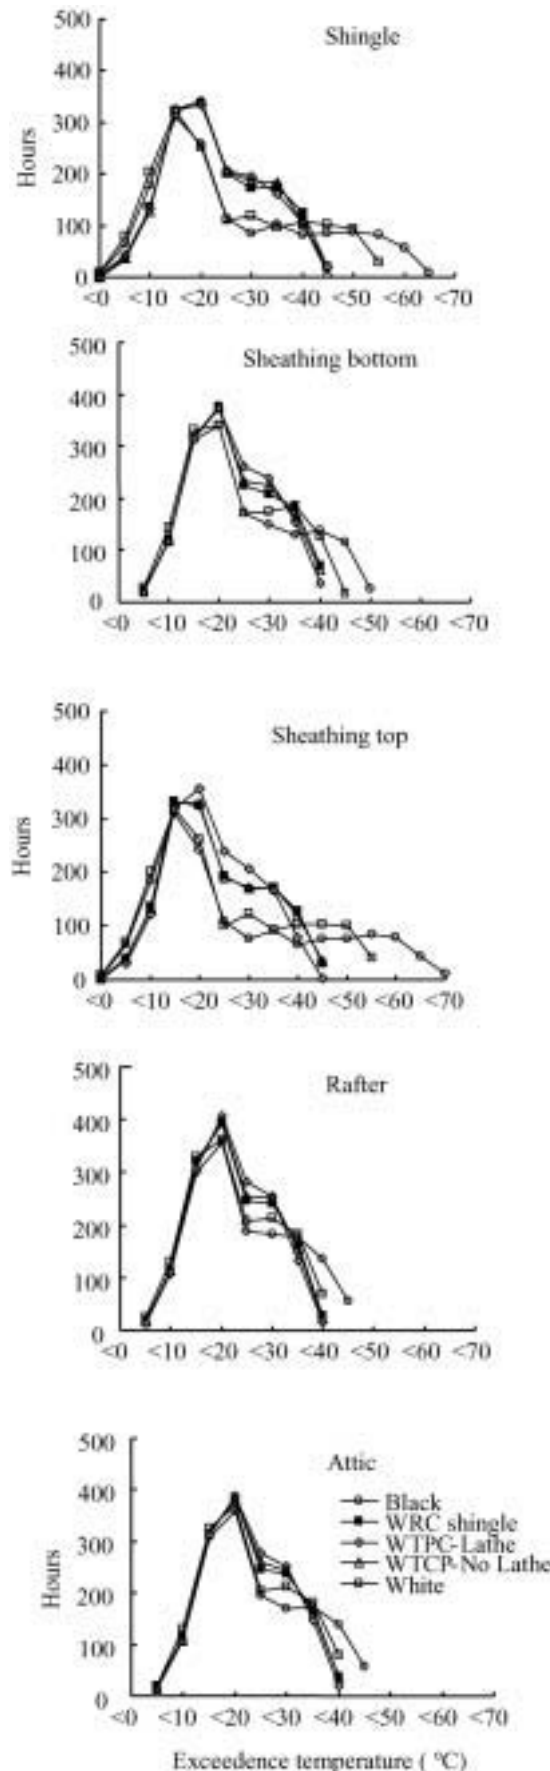 Shingle
500
400
300
200
100
0
Hours
<0 <10 <20 <30 <40 <50 <60 <70
Sheathing bottom
500
400
300
200
100
0
<0 <10 <20 <30 <40 <50 <60 <70
Sheathing top
500
400
300
200
100
0
Hours
<0 <10 <20 <30 <40 <50 <60 <70
Rafter
500
400
300
200
100
0
<0 <10 <20 <30 <40 <50 <60 <70
Attic
500
400
300
200
100
0
Hours
Black
WRC shingle
WTPC-Lathe
WTCP-No Lathe
White
<0 <10 <20 <30 <40 <50 <60 <70
Exceedence temperature ( °C)